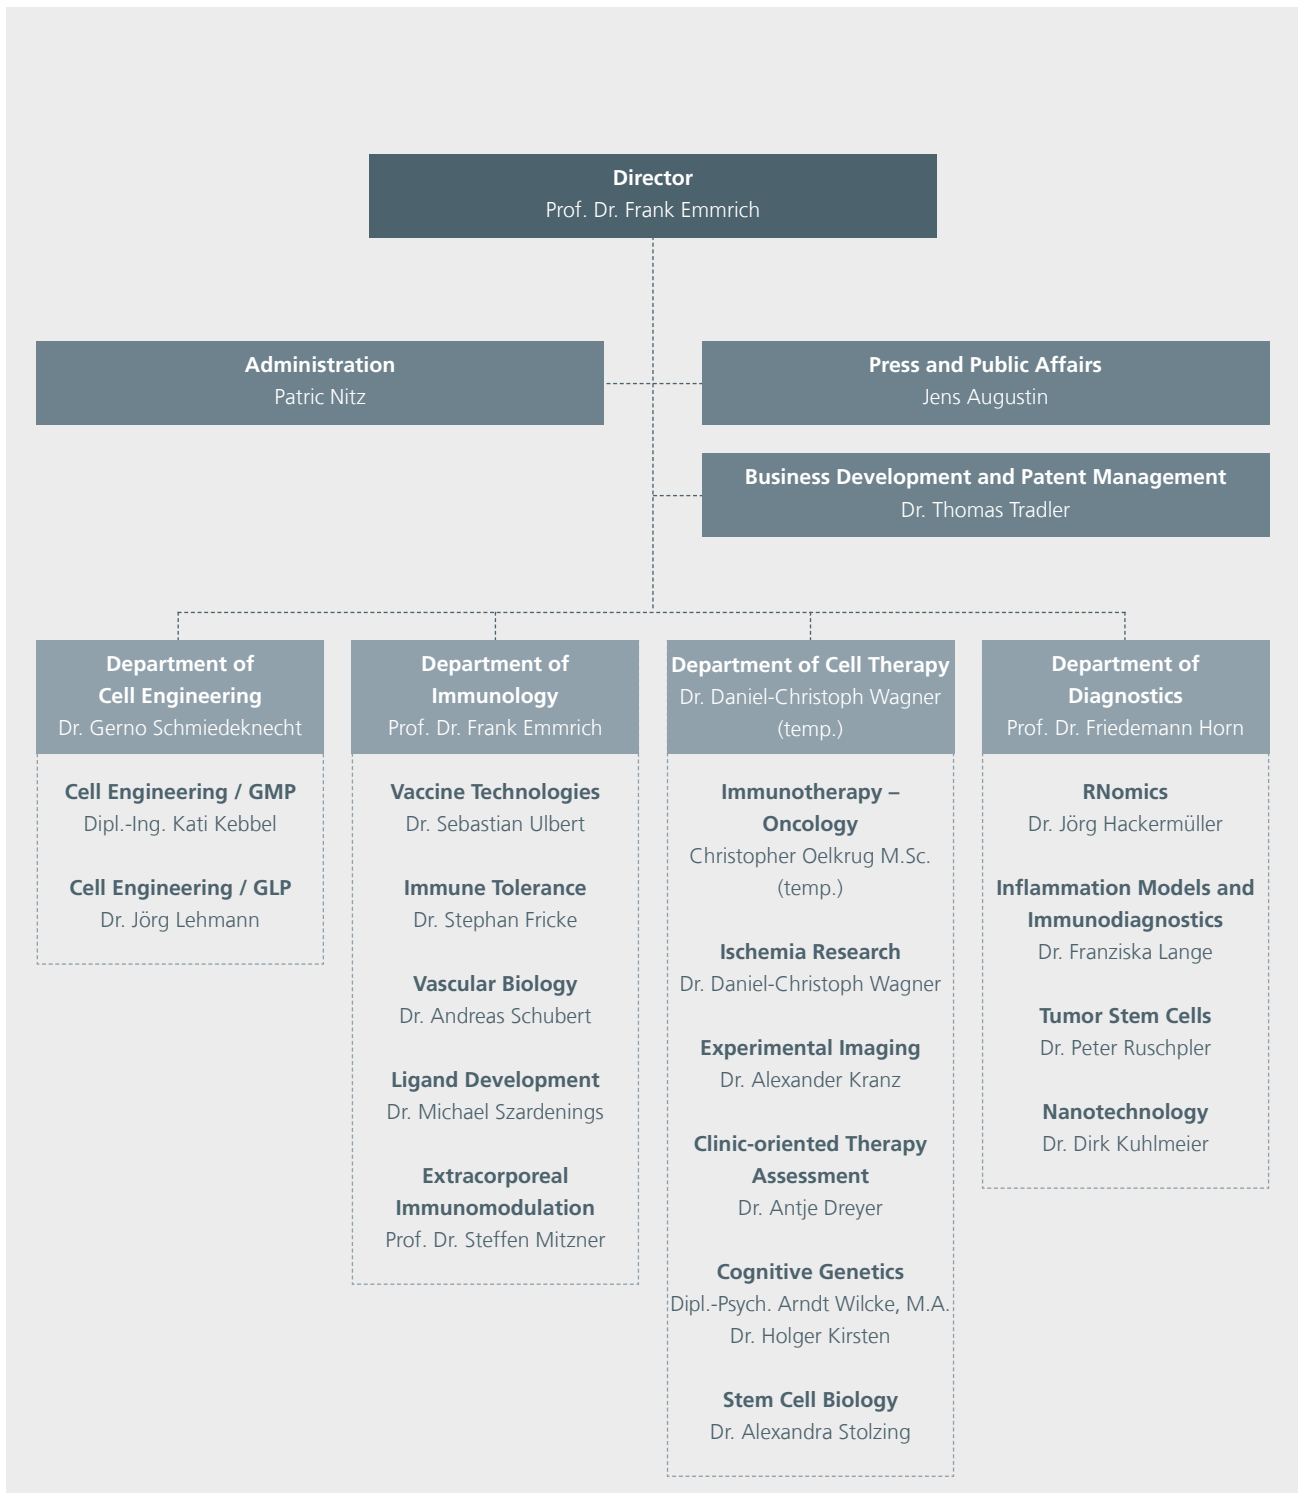 Director
Prof. Dr. Frank Emmrich
Administration
Patric Nitz
Press and Public Affairs
Jens Augustin
Business Development and Patent Management
Dr. Thomas Tradler
Department of
Cell Engineering
Dr. Gerno Schmiedeknecht
Cell Engineering / GMP
Dipl.-Ing. Kati Kebbel
Cell Engineering / GLP
Dr. Jörg Lehmann
Department of
Immunology
Prof. Dr. Frank Emmrich
Vaccine Technologies
Dr. Sebastian Ulbert
Immune Tolerance
Dr. Stephan Fricke
Vascular Biology
Dr. Andreas Schubert
Ligand Development
Dr. Michael Szardenings
Extracorporeal
Immunomodulation
Prof. Dr. Steffen Mitzner
Department of Cell Therapy
Dr. Daniel-Christoph Wagner
(temp.)
Immunotherapy –
Oncology
Christopher Oelkrug M.Sc.
(temp.)
Ischemia Research
Dr. Daniel-Christoph Wagner
Experimental Imaging
Dr. Alexander Kranz
Clinic-oriented Therapy
Assessment
Dr. Antje Dreyer
Cognitive Genetics
Dipl.-Psych. Arndt Wilcke, M.A.
Dr. Holger Kirsten
Stem Cell Biology
Dr. Alexandra Stolzing
Department of
Diagnostics
Prof. Dr. Friedemann Horn
RNomics
Dr. Jörg Hackermüller
Inflammation Models and
Immunodiagnostics
Dr. Franziska Lange
Tumor Stem Cells
Dr. Peter Ruschpler
Nanotechnology
Dr. Dirk Kuhlmeier